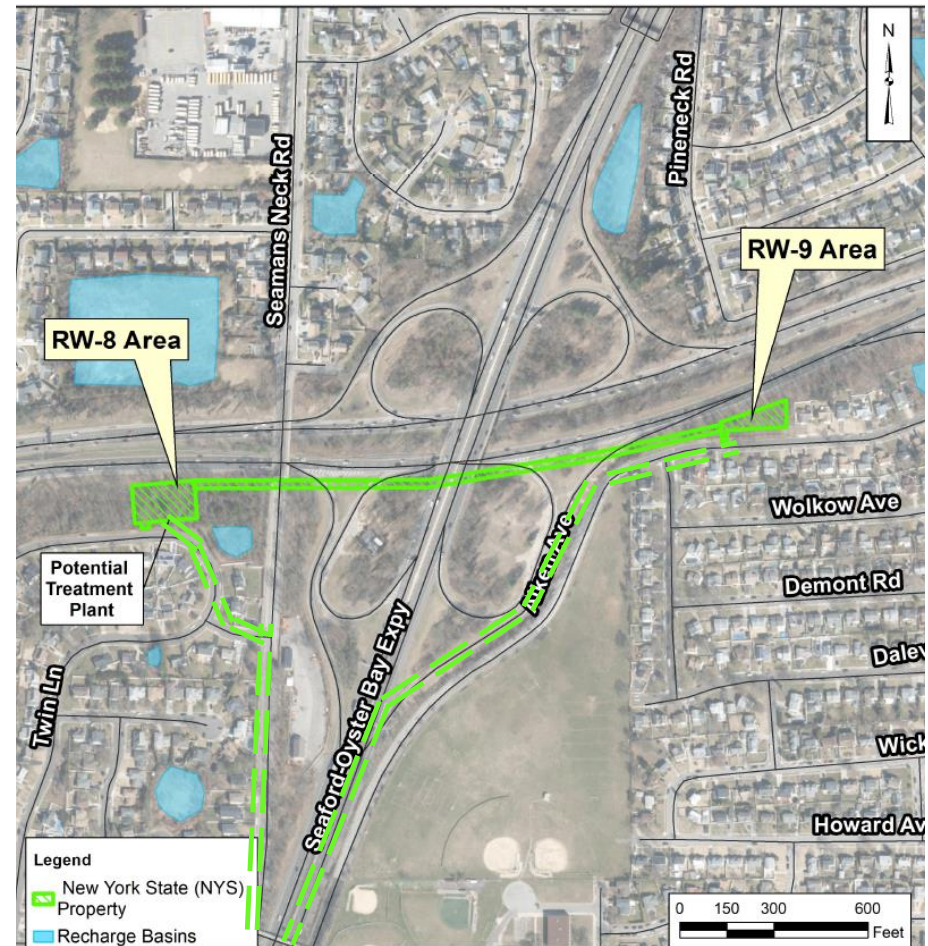 N
Seamans Neck Rd
Pineneck Rd
RW-9 Area
RW-8 Area
Wolkow Ave
Aiken Ave
Potential
Treatment
Plant
Demont Rd
Seaford-Oyster Bay Expy
Dalev
Twin Ln
Wick
Howard Av
Legend
New York State (NYS)
Property
Recharge Basins
0 150 300 600
Feet